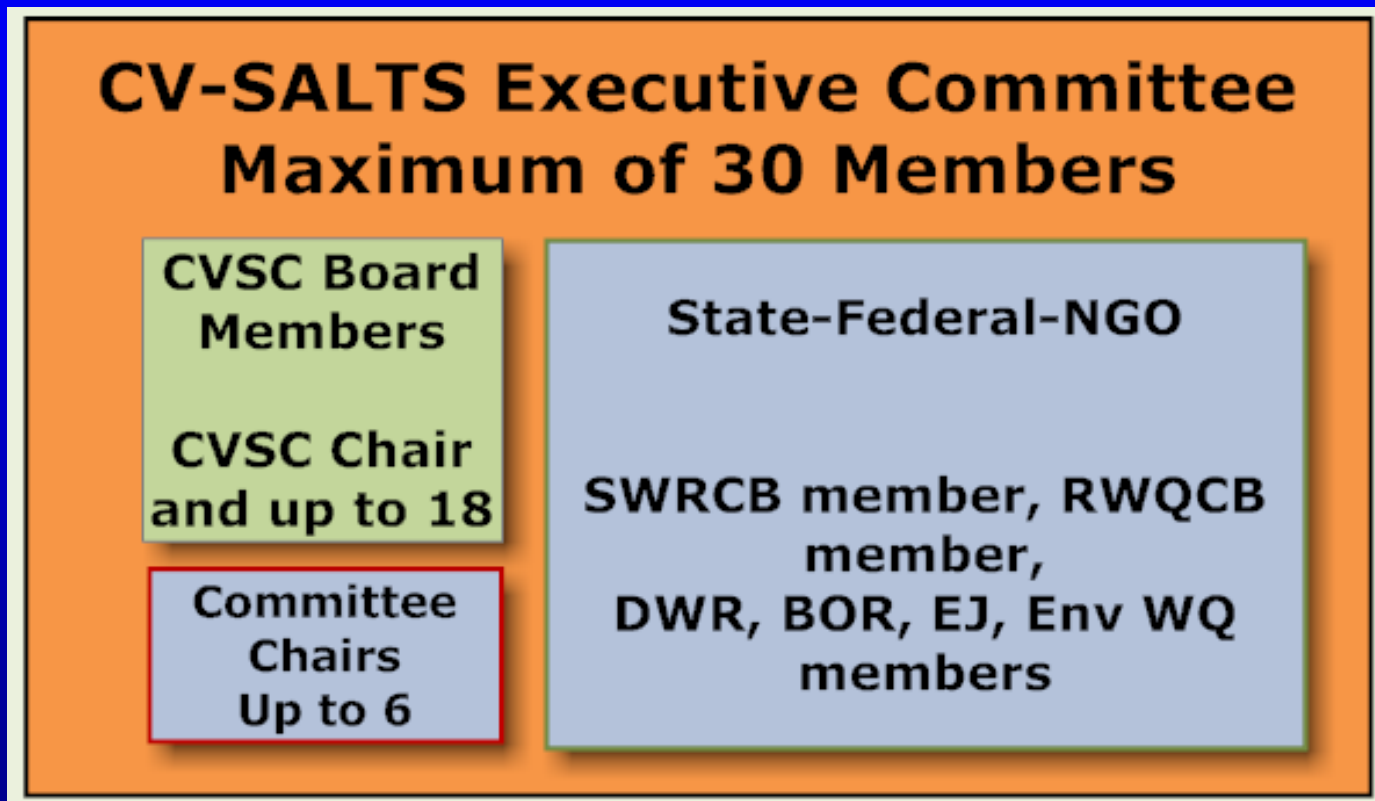 CV-SALTS Executive Committee
Maximum of 30 Members
CVSC Board
Members
CVSC Chair
and up to 18
Committee
Chairs
Up to 6
State-Federal-NGO
SWRCB member, RWQCB
member,
DWR, BOR, EJ, Env WQ
members